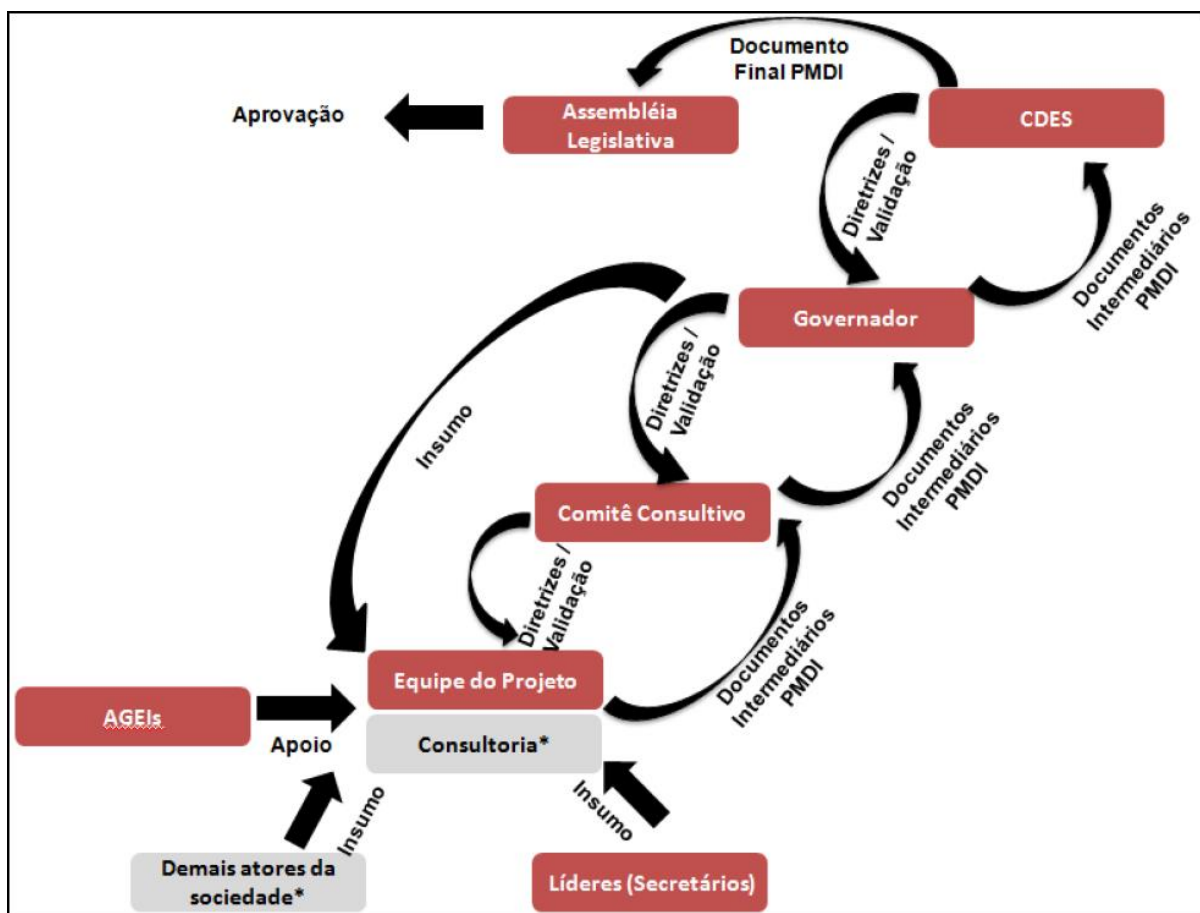 Documento
Final PMDI
Aprovação
Assembléia
Legislativa
CDES
Diretrizes /
Validação
Documentos
Intermediários
PMDI
Governador
Insumo
Diretrizes /
Validação
Documentos
Intermediários
PMDI
Comitê Consultivo
Diretrizes /
Validação
Documentos
Intermediários
PMDI
Equipe do Projeto
AGEIs
Apoio
Consultoria*
Insumo
Insumo
Demais atores da
sociedade*
Líderes (Secretários)